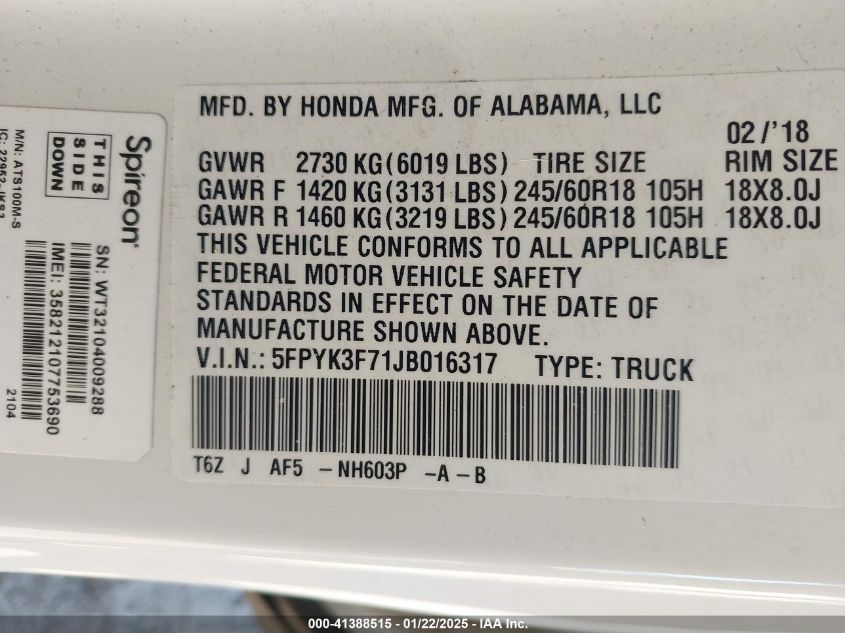 MFD. BY HONDA MFG. OF ALABAMA, LLC
02/'18
GVWR 2730 KG(6019 LBS) TIRE SIZE RIM SIZE
GAWR F 1420 KG(3131 LBS) 245/60R18 105H 18X8.0J
GAWR R 1460 KG(3219 LBS) 245/60R18 105H 18X8.0J
THIS VEHICLE CONFORMS TO ALL APPLICABLE
FEDERAL MOTOR VEHICLE SAFETY
STANDARDS IN EFFECT ON THE DATE OF
MANUFACTURE SHOWN ABOVE.
V.I.N.: 5FPYK3F71JB016317 TYPE: TRUCK
T6Z J AF5 -NH603P -A-B
Spireon
THIS
SIDE
DOWN
M/N: ATS100M-S
SN: WT32104009288
IMEI: 358212107753690
2104
000-41388515 - 01/22/2025 - IAA Inc.